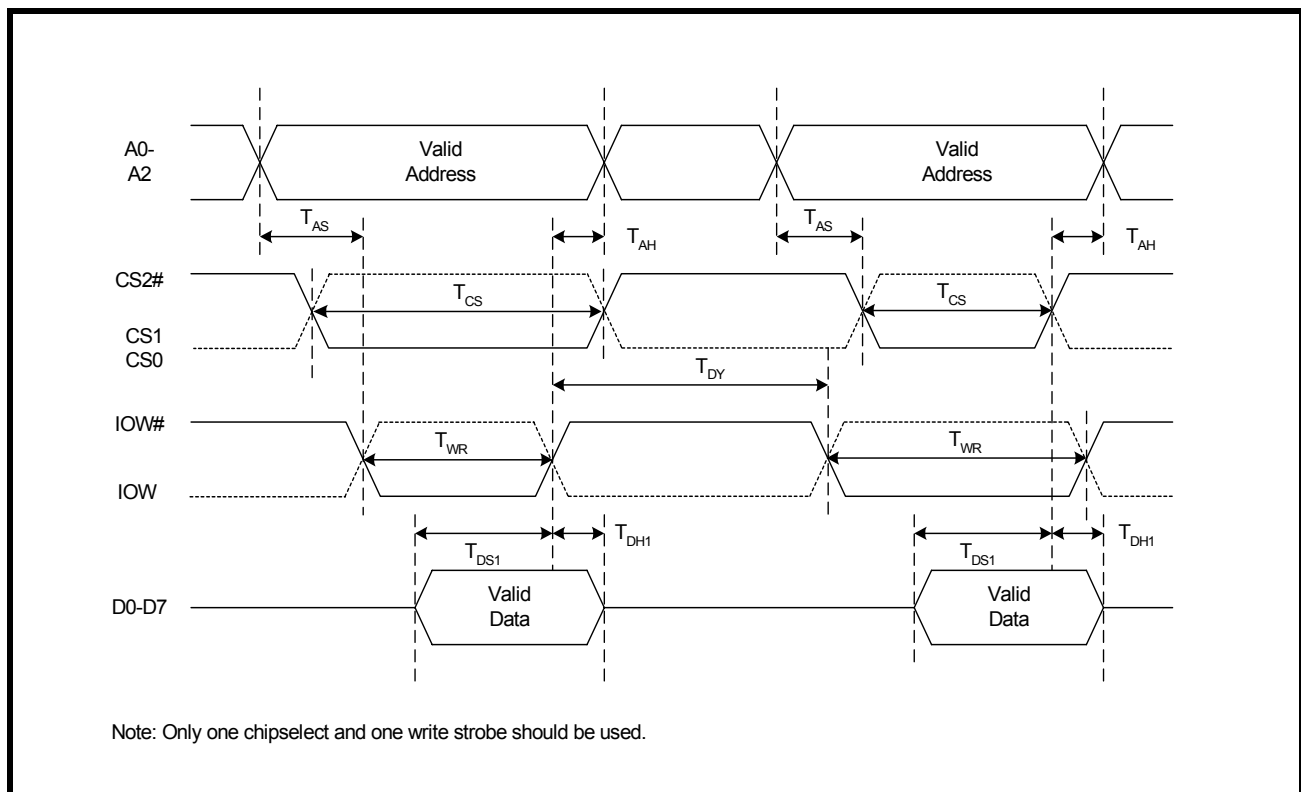 A0-
A2
Valid
Address
Valid
Address
TAS
TAH
TAS
TAH
CS2#
TCS
TCS
CS1
CS0
TDY
IOW#
TWR
TWR
IOW
TDS1
TDH1
TDS1
TDH1
D0-D7
Valid
Data
Valid
Data
Note: Only one chipselect and one write strobe should be used.